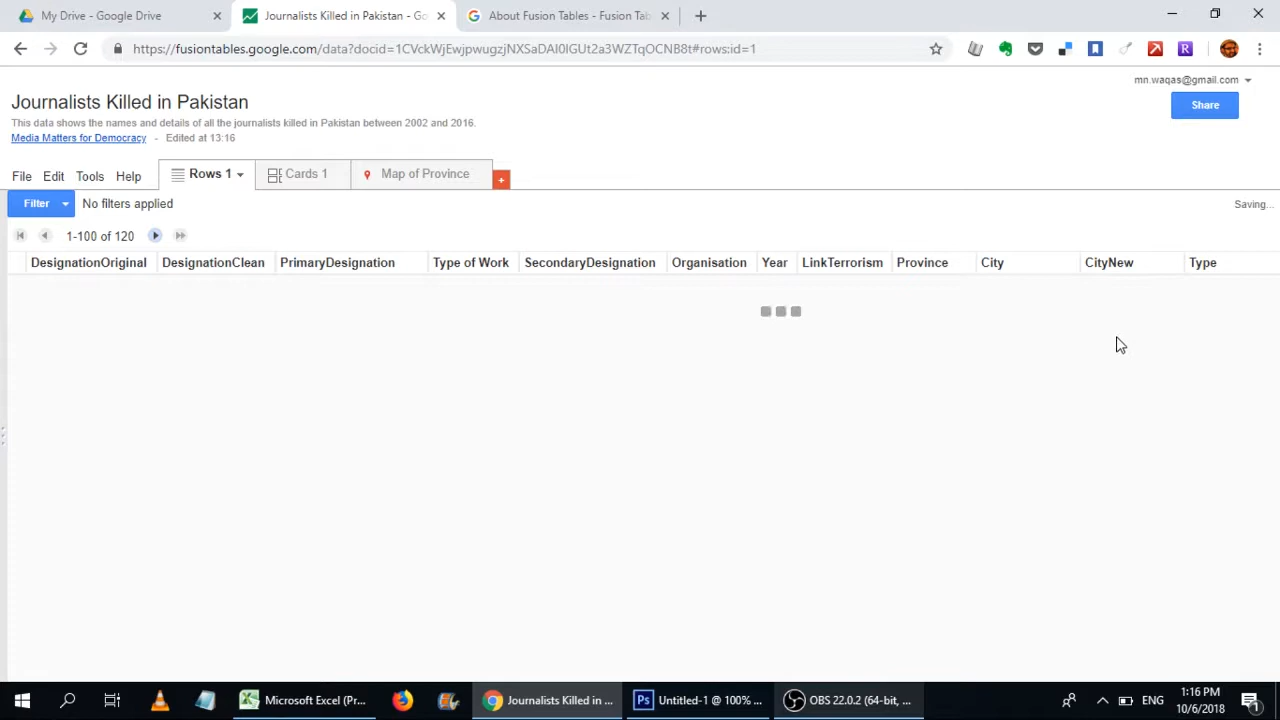 My Drive - Google Drive
Journalists Killed in Pakistan - Go
About Fusion Tables - Fusion Tab
https://fusiontables.google.com/data?docid=1CVckWjEwjpwugzjNXSaDAI0IGUt2a3WZTqOCNB8t#rows:id=1
mn.waqas@gmail.com
Journalists Killed in Pakistan
Share
This data shows the names and details of all the journalists killed in Pakistan between 2002 and 2016.
Media Matters for Democracy - Edited at 13:16
File Edit Tools Help Rows 1 Cards 1 Map of Province +
Filter No filters applied Saving...
1-100 of 120
DesignationOriginal DesignationClean PrimaryDesignation Type of Work SecondaryDesignation Organisation Year LinkTerrorism Province City CityNew Type
Microsoft Excel (Pr... Journalists Killed in ... Ps Untitled-1 @ 100% ... OBS 22.0.2 (64-bit, ... ENG 1:16 PM
10/6/2018